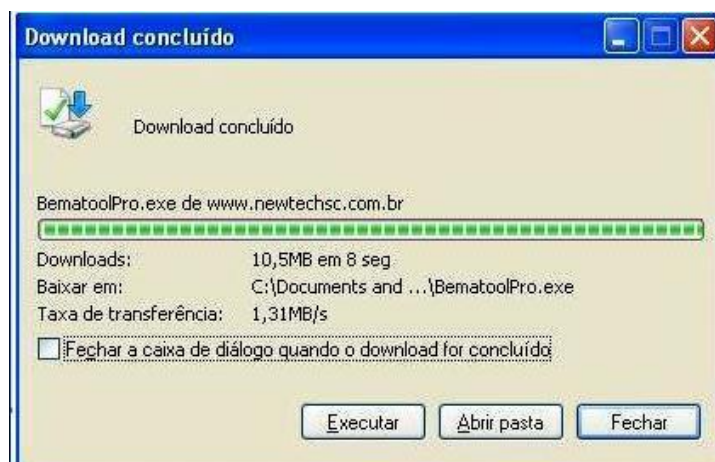 Download concluído
Download concluído
BematoolPro.exe de www.newtechsc.com.br
Downloads: 10,5MB em 8 seg
Baixar em: C:\Documents and ...\BematoolPro.exe
Taxa de transferência: 1,31MB/s
Fechar a caixa de diálogo quando o download for concluído
Executar Abrir pasta Fechar